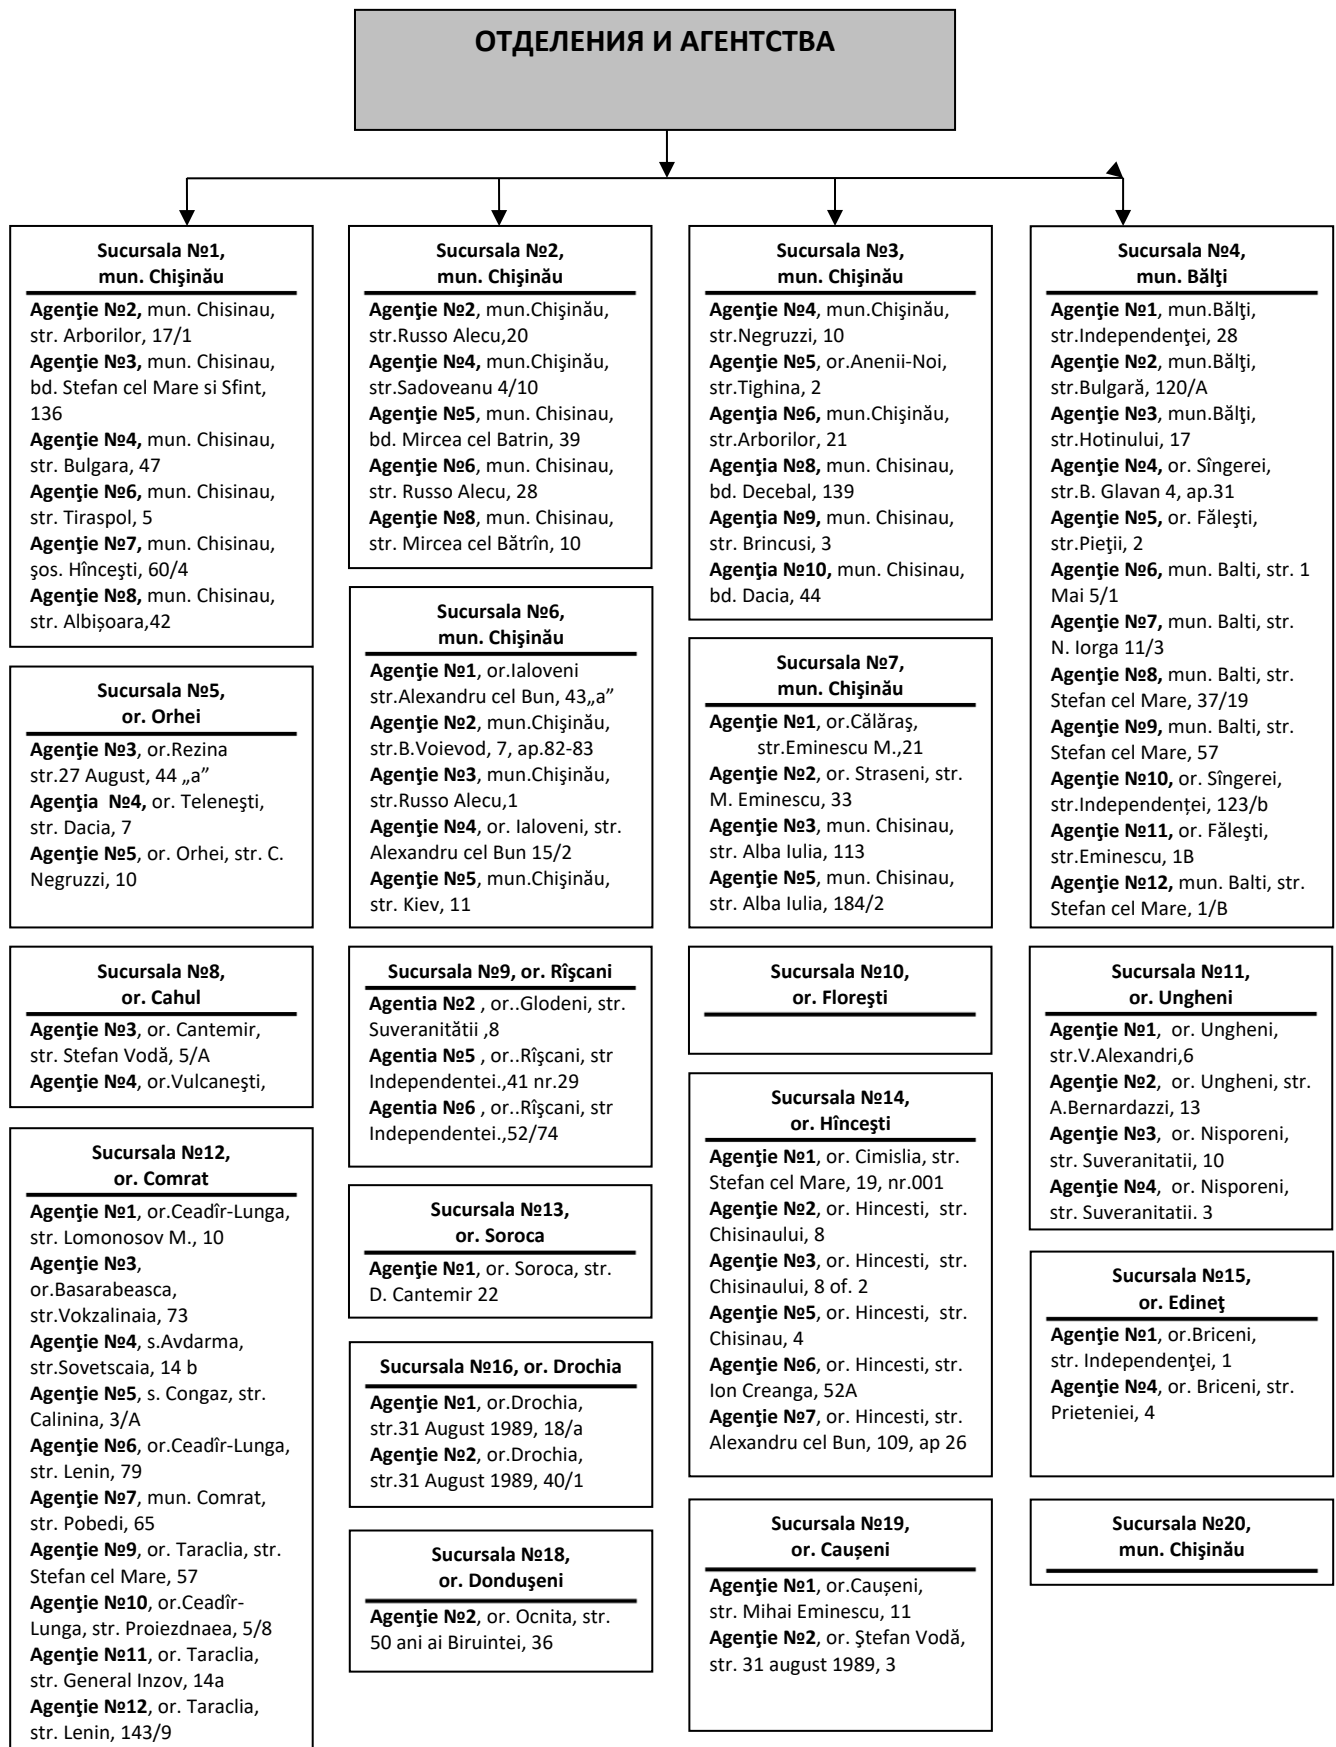 ОТДЕЛЕНИЯ И АГЕНТСТВА
Sucursala №1,
mun. Chişinău
Agenţie №2, mun. Chisinau,
str. Arborilor, 17/1
Agenţie №3, mun. Chisinau,
bd. Stefan cel Mare si Sfint,
136
Agenţie №4, mun. Chisinau,
str. Bulgara, 47
Agenţie №6, mun. Chisinau,
str. Tiraspol, 5
Agenţie №7, mun. Chisinau,
şos. Hînceşti, 60/4
Agenţie №8, mun. Chisinau,
str. Albișoara,42
Sucursala №2,
mun. Chişinău
Agenţie №2, mun.Chişinău,
str.Russo Alecu,20
Agenţie №4, mun.Chişinău,
str.Sadoveanu 4/10
Agenţie №5, mun. Chisinau,
bd. Mircea cel Batrin, 39
Agenţie №6, mun. Chisinau,
str. Russo Alecu, 28
Agenţie №8, mun. Chisinau,
str. Mircea cel Bătrîn, 10
Sucursala №3,
mun. Chişinău
Agenţie №4, mun.Chişinău,
str.Negruzzi, 10
Agenţie №5, or.Anenii-Noi,
str.Tighina, 2
Agenţia №6, mun.Chişinău,
str.Arborilor, 21
Agenţia №8, mun. Chisinau,
bd. Decebal, 139
Agenţia №9, mun. Chisinau,
str. Brincusi, 3
Agenţia №10, mun. Chisinau,
bd. Dacia, 44
Sucursala №4,
mun. Bălţi
Agenţie №1, mun.Bălţi,
str.Independenţei, 28
Agenţie №2, mun.Bălţi,
str.Bulgară, 120/A
Agenţie №3, mun.Bălţi,
str.Hotinului, 17
Agenţie №4, or. Sîngerei,
str.B. Glavan 4, ap.31
Agenţie №5, or. Făleşti,
str.Pieţii, 2
Agenţie №6, mun. Balti, str. 1
Mai 5/1
Agenţie №7, mun. Balti, str.
N. Iorga 11/3
Agenţie №8, mun. Balti, str.
Stefan cel Mare, 37/19
Agenţie №9, mun. Balti, str.
Stefan cel Mare, 57
Agenţie №10, or. Sîngerei,
str.Independenței, 123/b
Agenţie №11, or. Făleşti,
str.Eminescu, 1B
Agenţie №12, mun. Balti, str.
Stefan cel Mare, 1/B
Sucursala №5,
or. Orhei
Agenţie №3, or.Rezina
str.27 August, 44 „a”
Agenţia №4, or. Teleneşti,
str. Dacia, 7
Agenţie №5, or. Orhei, str. C.
Negruzzi, 10
Sucursala №6,
mun. Chişinău
Agenţie №1, or.Ialoveni
str.Alexandru cel Bun, 43„a”
Agenţie №2, mun.Chişinău,
str.B.Voievod, 7, ap.82-83
Agenţie №3, mun.Chişinău,
str.Russo Alecu,1
Agenţie №4, or. Ialoveni, str.
Alexandru cel Bun 15/2
Agenţie №5, mun.Chişinău,
str. Kiev, 11
Sucursala №7,
mun. Chişinău
Agenţie №1, or.Călăraş,
str.Eminescu M.,21
Agenţie №2, or. Straseni, str.
M. Eminescu, 33
Agenţie №3, mun. Chisinau,
str. Alba Iulia, 113
Agenţie №5, mun. Chisinau,
str. Alba Iulia, 184/2
Sucursala №8,
or. Cahul
Agenţie №3, or. Cantemir,
str. Stefan Vodă, 5/A
Agenţie №4, or.Vulcaneşti,
Sucursala №9, or. Rîşcani
Agentia №2 , or..Glodeni, str.
Suveranitătii ,8
Agentia №5 , or..Rîşcani, str
Independentei.,41 nr.29
Agentia №6 , or..Rîşcani, str
Independentei.,52/74
Sucursala №10,
or. Floreşti
Sucursala №11,
or. Ungheni
Agenţie №1, or. Ungheni,
str.V.Alexandri,6
Agenţie №2, or. Ungheni, str.
A.Bernardazzi, 13
Agenţie №3, or. Nisporeni,
str. Suveranitatii, 10
Agenţie №4, or. Nisporeni,
str. Suveranitatii. 3
Sucursala №12,
or. Comrat
Agenţie №1, or.Ceadîr-Lunga,
str. Lomonosov M., 10
Agenţie №3,
or.Basarabeasca,
str.Vokzalinaia, 73
Agenţie №4, s.Avdarma,
str.Sovetscaia, 14 b
Agenţie №5, s. Congaz, str.
Calinina, 3/A
Agenţie №6, or.Ceadîr-Lunga,
str. Lenin, 79
Agenţie №7, mun. Comrat,
str. Pobedi, 65
Agenţie №9, or. Taraclia, str.
Stefan cel Mare, 57
Agenţie №10, or.Ceadîr-
Lunga, str. Proiezdnaea, 5/8
Agenţie №11, or. Taraclia,
str. General Inzov, 14a
Agenţie №12, or. Taraclia,
str. Lenin, 143/9
Sucursala №13,
or. Soroca
Agenţie №1, or. Soroca, str.
D. Cantemir 22
Sucursala №14,
or. Hînceşti
Agenţie №1, or. Cimislia, str.
Stefan cel Mare, 19, nr.001
Agenţie №2, or. Hincesti, str.
Chisinaului, 8
Agenţie №3, or. Hincesti, str.
Chisinaului, 8 of. 2
Agenţie №5, or. Hincesti, str.
Chisinau, 4
Agenţie №6, or. Hincesti, str.
Ion Creanga, 52A
Agenţie №7, or. Hincesti, str.
Alexandru cel Bun, 109, ap 26
Sucursala №15,
or. Edineţ
Agenţie №1, or.Briceni,
str. Independenţei, 1
Agenţie №4, or. Briceni, str.
Prieteniei, 4
Sucursala №16, or. Drochia
Agenţie №1, or.Drochia,
str.31 August 1989, 18/a
Agenţie №2, or.Drochia,
str.31 August 1989, 40/1
Sucursala №18,
or. Donduşeni
Agenţie №2, or. Ocnita, str.
50 ani ai Biruintei, 36
Sucursala №19,
or. Caușeni
Agenţie №1, or.Caușeni,
str. Mihai Eminescu, 11
Agenţie №2, or. Ştefan Vodă,
str. 31 august 1989, 3
Sucursala №20,
mun. Chişinău